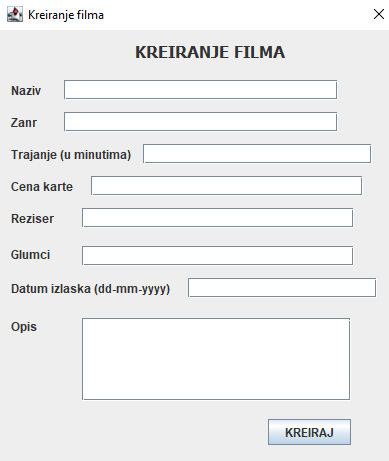 Kreiranje filma
KREIRANJE FILMA
Naziv
Zanr
Trajanje (u minutima)
Cena karte
Reziser
Glumci
Datum izlaska (dd-mm-yyyy)
Opis
KREIRAJ